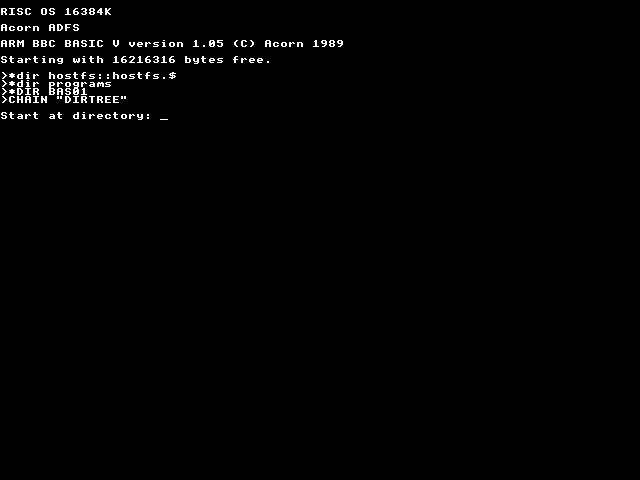 RISC OS 16384K
Acorn ADFS
ARM BBC BASIC V version 1.05 (C) Acorn 1989
Starting with 16216316 bytes free.
>*dir hostfs::hostfs.$
>*dir programs
>*DIR BAS01
>CHAIN "DIRTREE"
Start at directory: _